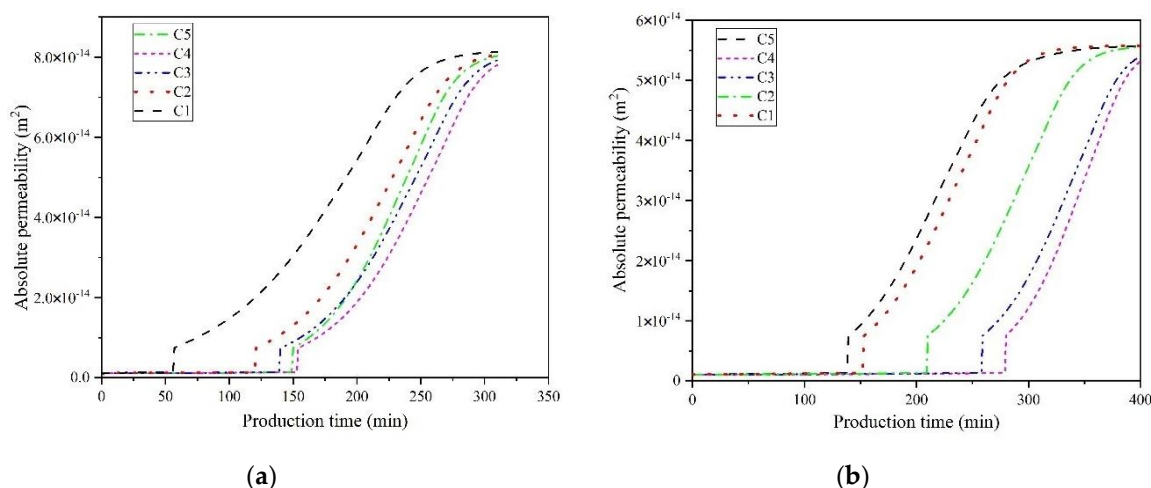 C5
C4
C3
C2
C1
8.0×10⁻¹⁴
6.0×10⁻¹⁴
4.0×10⁻¹⁴
2.0×10⁻¹⁴
0.0
Absolute permeability (m²)
0 50 100 150 200 250 300 350
Production time (min)
(a)
C5
C4
C3
C2
C1
6×10⁻¹⁴
5×10⁻¹⁴
4×10⁻¹⁴
3×10⁻¹⁴
2×10⁻¹⁴
1×10⁻¹⁴
0
Absolute permeability (m²)
0 100 200 300 400
Production time (min)
(b)